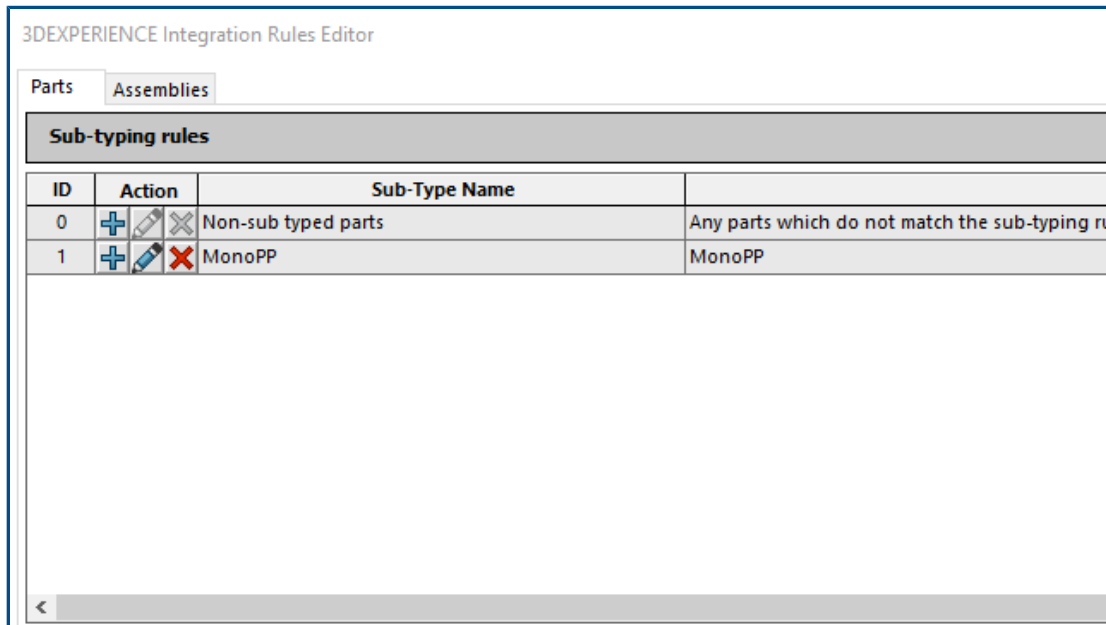 3DEXPERIENCE Integration Rules Editor
Parts Assemblies
Sub-typing rules
ID Action Sub-Type Name
0 Non-sub typed parts Any parts which do not match the sub-typing
1 MonoPP MonoPP